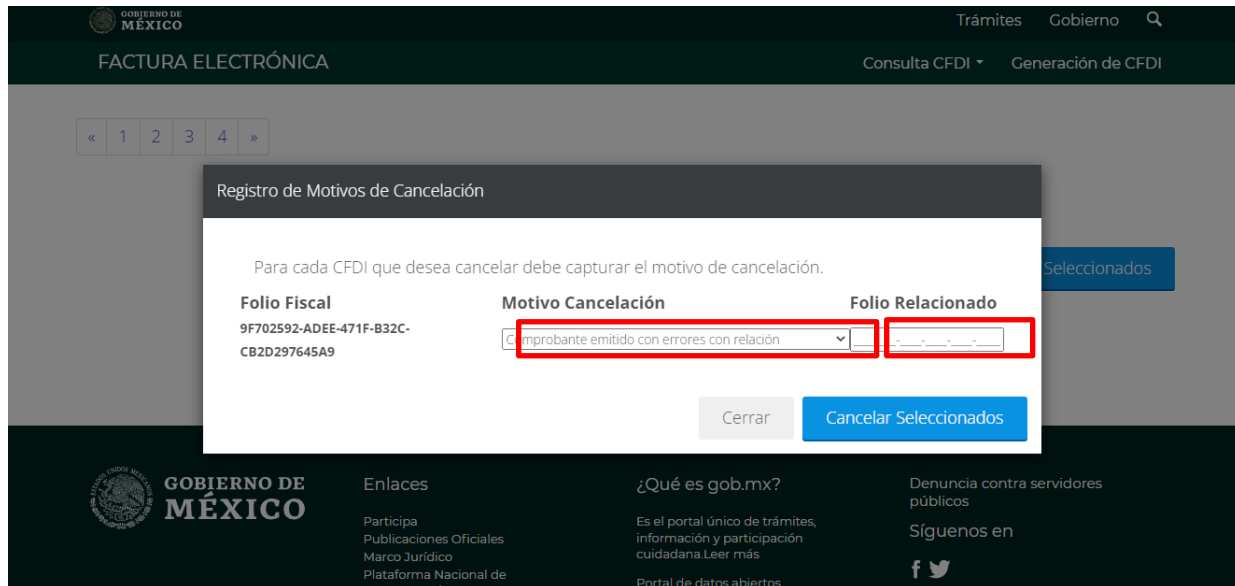 GOBIERNO DE
MÉXICO
Trámites Gobierno
FACTURA ELECTRÓNICA
Consulta CFDI Generación de CFDI
« 1 2 3 4 »
Registro de Motivos de Cancelación
Para cada CFDI que desea cancelar debe capturar el motivo de cancelación.
Seleccionados
Folio Fiscal Motivo Cancelación Folio Relacionado
9F702592-ADEE-471F-B32C-
CB2D297645A9
Comprobante emitido con errores con relación
Cerrar Cancelar Seleccionados
GOBIERNO DE
MÉXICO
Enlaces
Participa
Publicaciones Oficiales
Marco Jurídico
Plataforma Nacional de
¿Qué es gob.mx?
Es el portal único de trámites,
información y participación
cuidadana.Leer más
Portal de datos abiertos
Denuncia contra servidores
públicos
Síguenos en